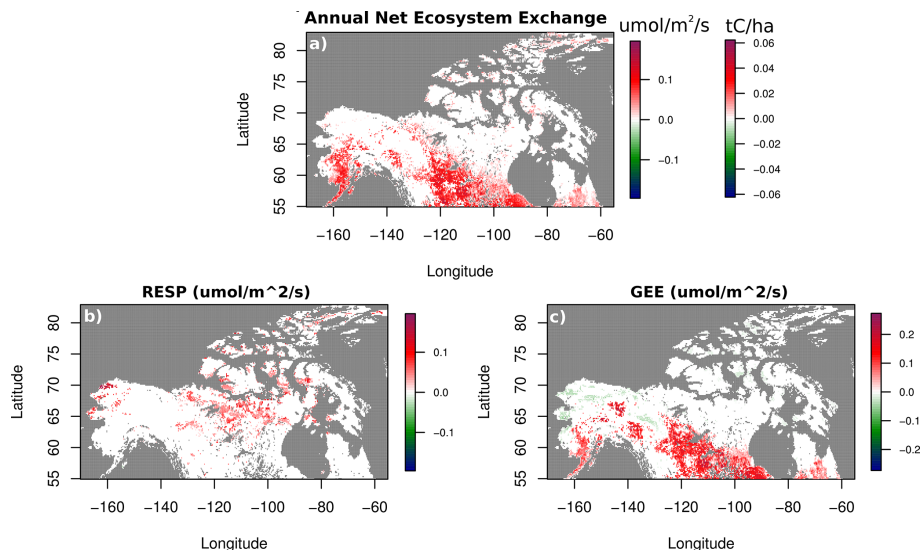 Annual Net Ecosystem Exchange
umol/m²/s
tC/ha
a)
Latitude
80
75
70
65
60
55
−160 −140 −120 −100 −80 −60
Longitude
0.1
0.0
−0.1
0.06
0.04
0.02
0.00
−0.02
−0.04
−0.06
RESP (umol/m^2/s)
b)
Latitude
80
75
70
65
60
55
−160 −140 −120 −100 −80 −60
Longitude
0.1
0.0
−0.1
GEE (umol/m^2/s)
c)
Latitude
80
75
70
65
60
55
−160 −140 −120 −100 −80 −60
Longitude
0.2
0.1
0.0
−0.1
−0.2